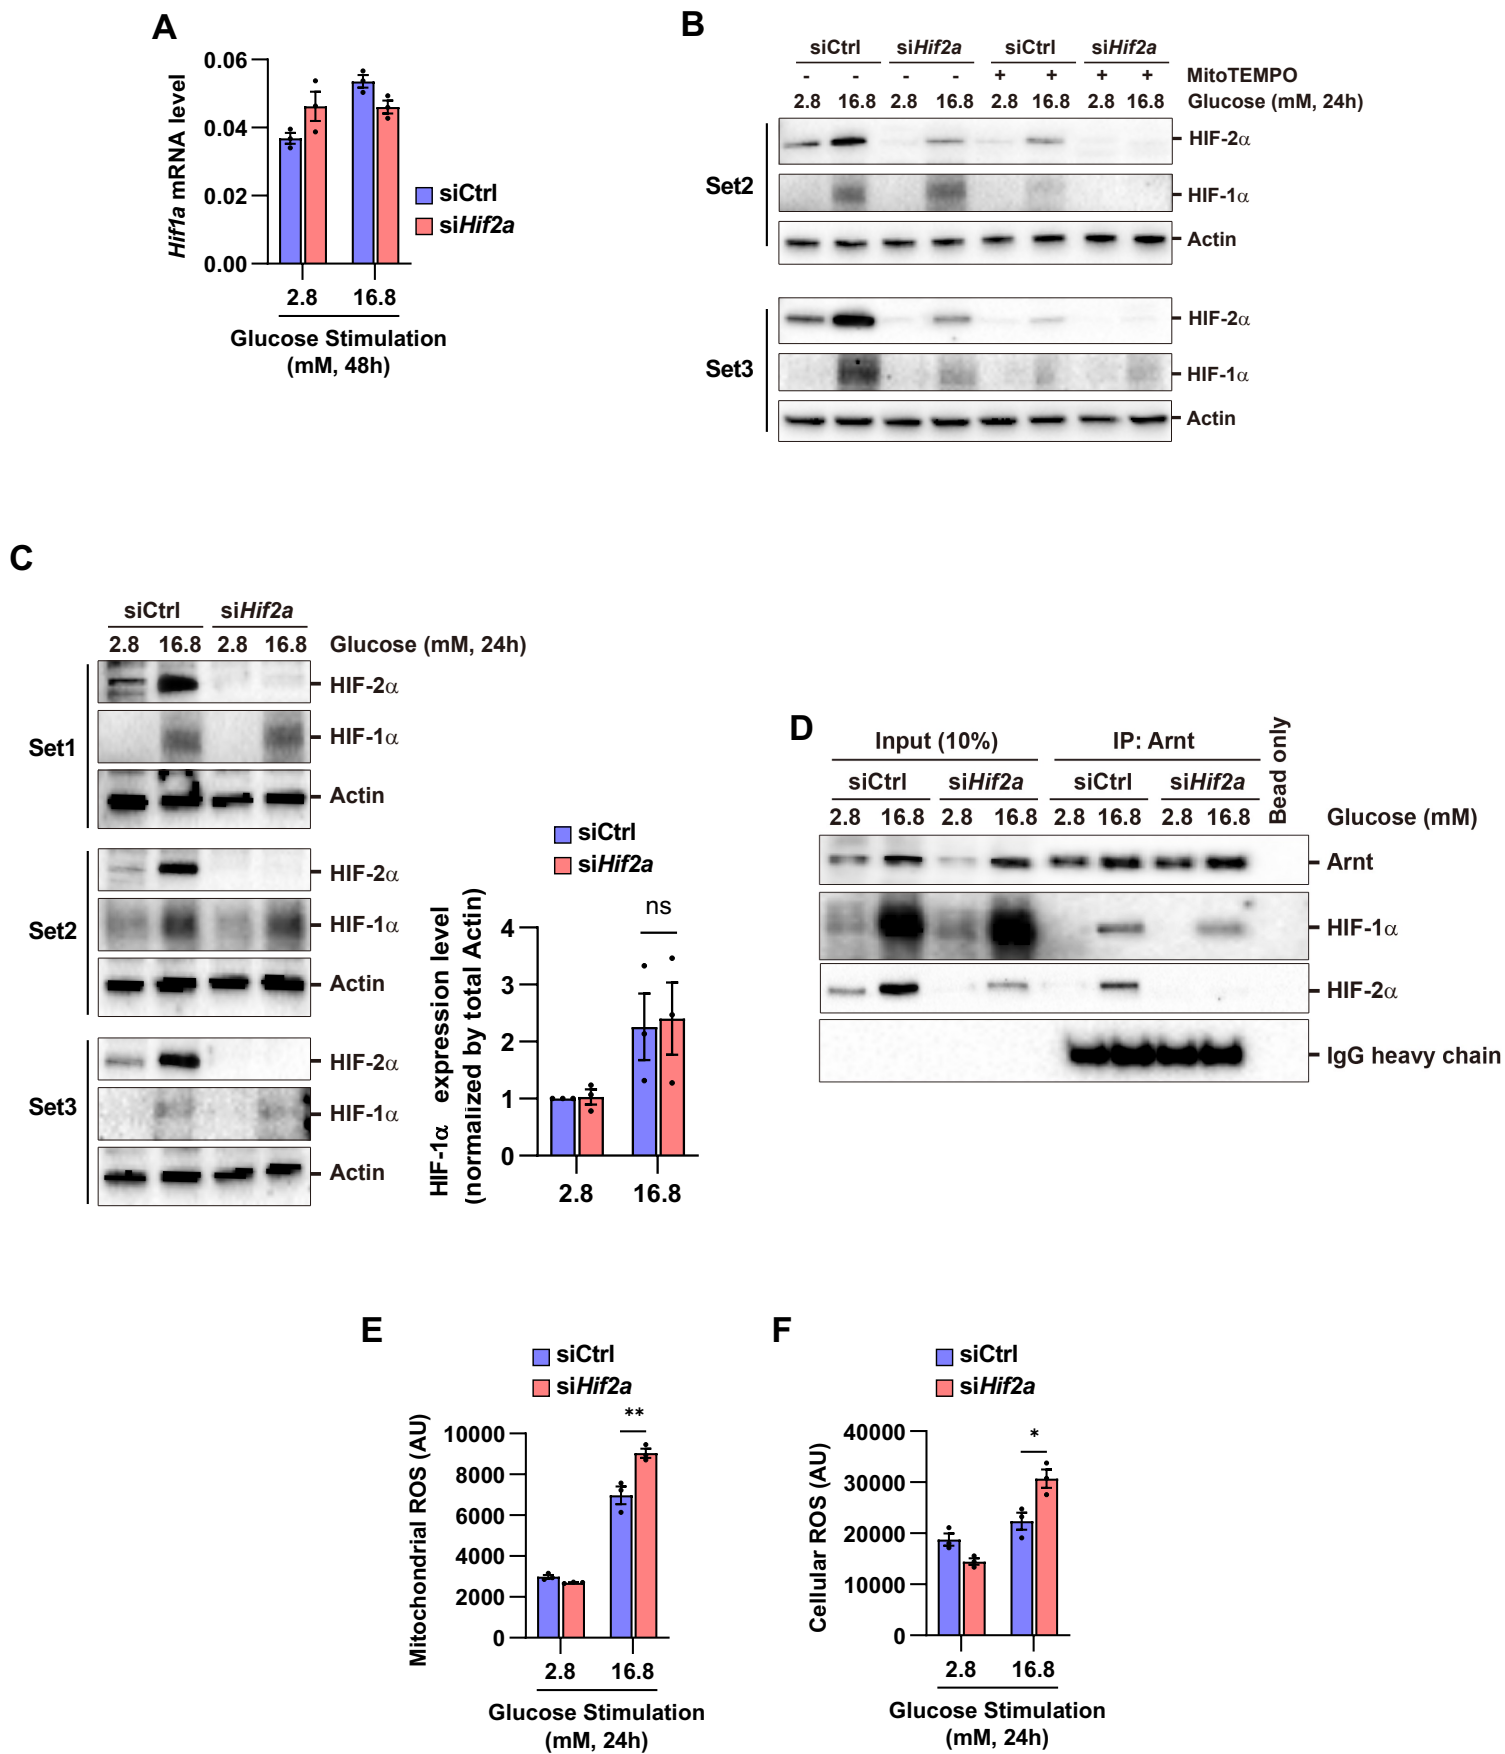 A
Hif1a mRNA level
0.06
0.04
0.02
0.00
2.8 16.8
Glucose Stimulation
(mM, 48h)
siCtrl
siHif2a
B
siCtrl siHif2a siCtrl siHif2a
- - - - + + + + MitoTEMPO
2.8 16.8 2.8 16.8 2.8 16.8 2.8 16.8 Glucose (mM, 24h)
Set2
HIF-2α
HIF-1α
Actin
Set3
HIF-2α
HIF-1α
Actin
C
siCtrl siHif2a
2.8 16.8 2.8 16.8 Glucose (mM, 24h)
Set1
HIF-2α
HIF-1α
Actin
Set2
HIF-2α
HIF-1α
Actin
Set3
HIF-2α
HIF-1α
Actin
siCtrl
siHif2a
HIF-1α expression level
(normalized by total Actin)
ns
4
3
2
1
0
2.8 16.8
D
Input (10%) IP: Arnt Bead only
siCtrl siHif2a siCtrl siHif2a
2.8 16.8 2.8 16.8 2.8 16.8 2.8 16.8 Glucose (mM)
Arnt
HIF-1α
HIF-2α
IgG heavy chain
E
siCtrl
siHif2a
**
Mitochondrial ROS (AU)
10000
8000
6000
4000
2000
0
2.8 16.8
Glucose Stimulation
(mM, 24h)
F
siCtrl
siHif2a
*
Cellular ROS (AU)
40000
30000
20000
10000
0
2.8 16.8
Glucose Stimulation
(mM, 24h)